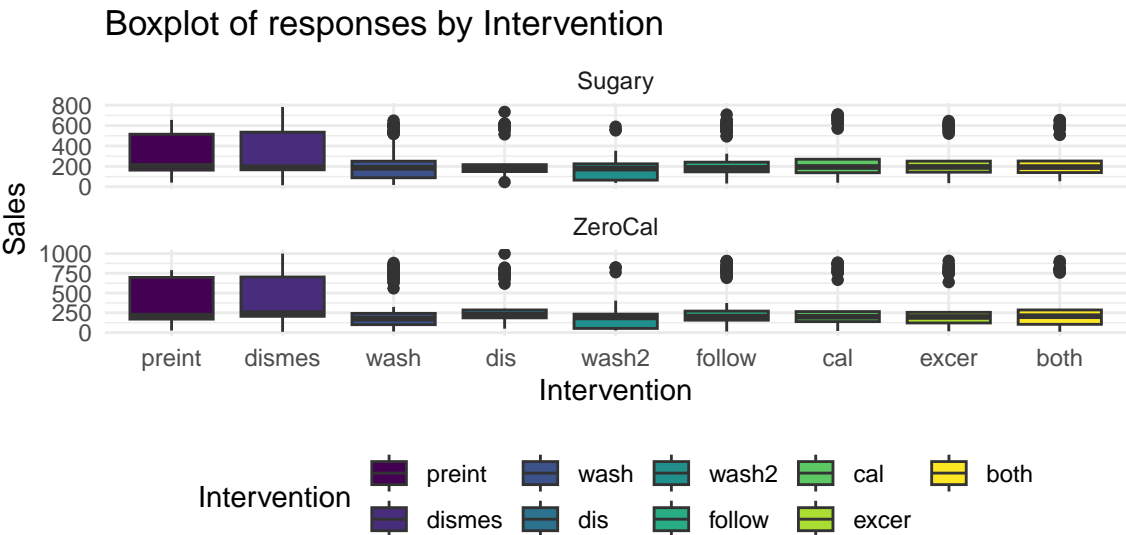 Boxplot of responses by Intervention
Sugary
800
600
400
200
0
Sales
ZeroCal
1000
750
500
250
0
preint dismes wash dis wash2 follow cal excer both
Intervention
Intervention
preint wash wash2 cal both
dismes dis follow excer